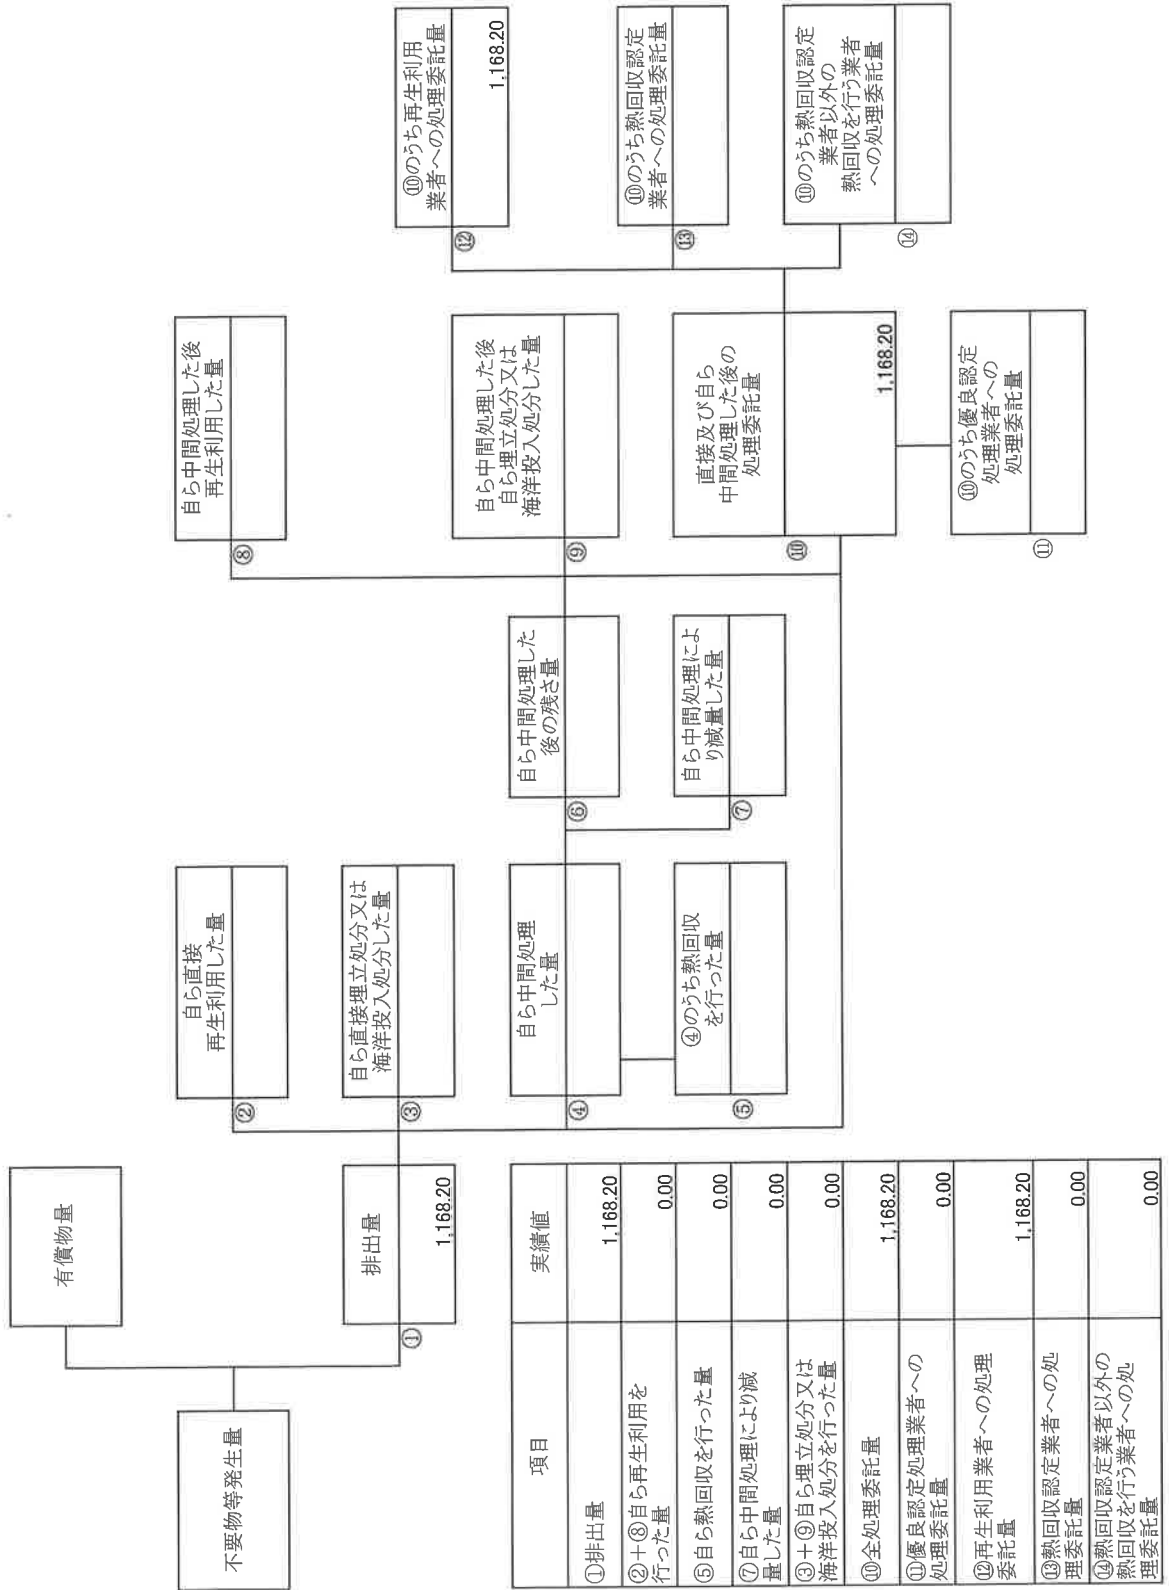 不要物等発生量
有償物量
排出量
①
1,168.20
自ら直接
再生利用した量
②
自ら直接埋立処分又は
海洋投入処分した量
③
自ら中間処理
した量
④
④のうち熱回収
を行った量
⑤
自ら中間処理した
後の残さ量
⑥
自ら中間処理によ
り減量した量
⑦
自ら中間処理した後
再生利用した量
⑧
自ら中間処理した後
自ら埋立処分又は
海洋投入処分した量
⑨
直接及び自ら
中間処理した後の
処理委託量
⑩
1,168.20
⑩のうち優良認定
処理業者への
処理委託量
⑪
⑩のうち再生利用
業者への処理委託量
⑫
1,168.20
⑩のうち熱回収認定
業者への処理委託量
⑬
⑩のうち熱回収認定
業者以外の
熱回収を行う業者
への処理委託量
⑭
項目
実績値
①排出量
1,168.20
②+⑧自ら再生利用を
行った量
0.00
⑤自ら熱回収を行った量
0.00
⑦自ら中間処理により減
量した量
0.00
③+⑨自ら埋立処分又は
海洋投入処分を行った量
0.00
⑩全処理委託量
1,168.20
⑪優良認定処理業者への
処理委託量
0.00
⑫再生利用業者への処理
委託量
1,168.20
⑬熱回収認定業者への処
理委託量
0.00
⑭熱回収認定業者以外の
熱回収を行う業者への処
理委託量
0.00